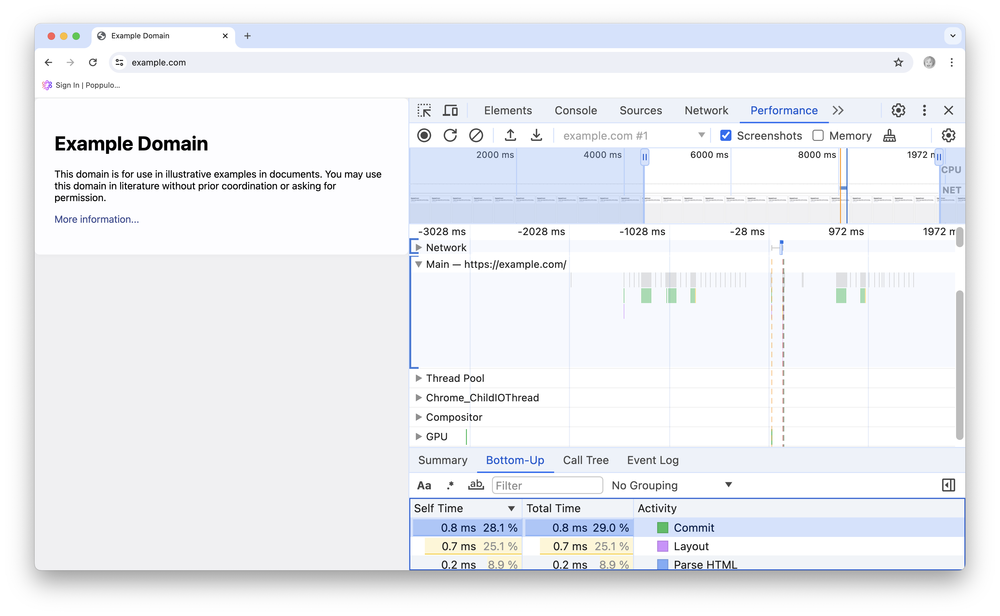 Example Domain
example.com
Sign In | Poppulo...
Example Domain
This domain is for use in illustrative examples in documents. You may use
this domain in literature without prior coordination or asking for
permission.
More information...
Elements Console Sources Network Performance
example.com #1 Screenshots Memory
2000 ms 4000 ms 6000 ms 8000 ms 1972 m
CPU
NET
-3028 ms -2028 ms -1028 ms -28 ms 972 ms 1972 m
Network
Main — https://example.com/
Thread Pool
Chrome_ChildIOThread
Compositor
GPU
Summary Bottom-Up Call Tree Event Log
Aa .* ab Filter No Grouping
Self Time Total Time Activity
0.8 ms 28.1 % 0.8 ms 29.0 % Commit
0.7 ms 25.1 % 0.7 ms 25.1 % Layout
0.2 ms 8.9 % 0.2 ms 8.9 % Parse HTML